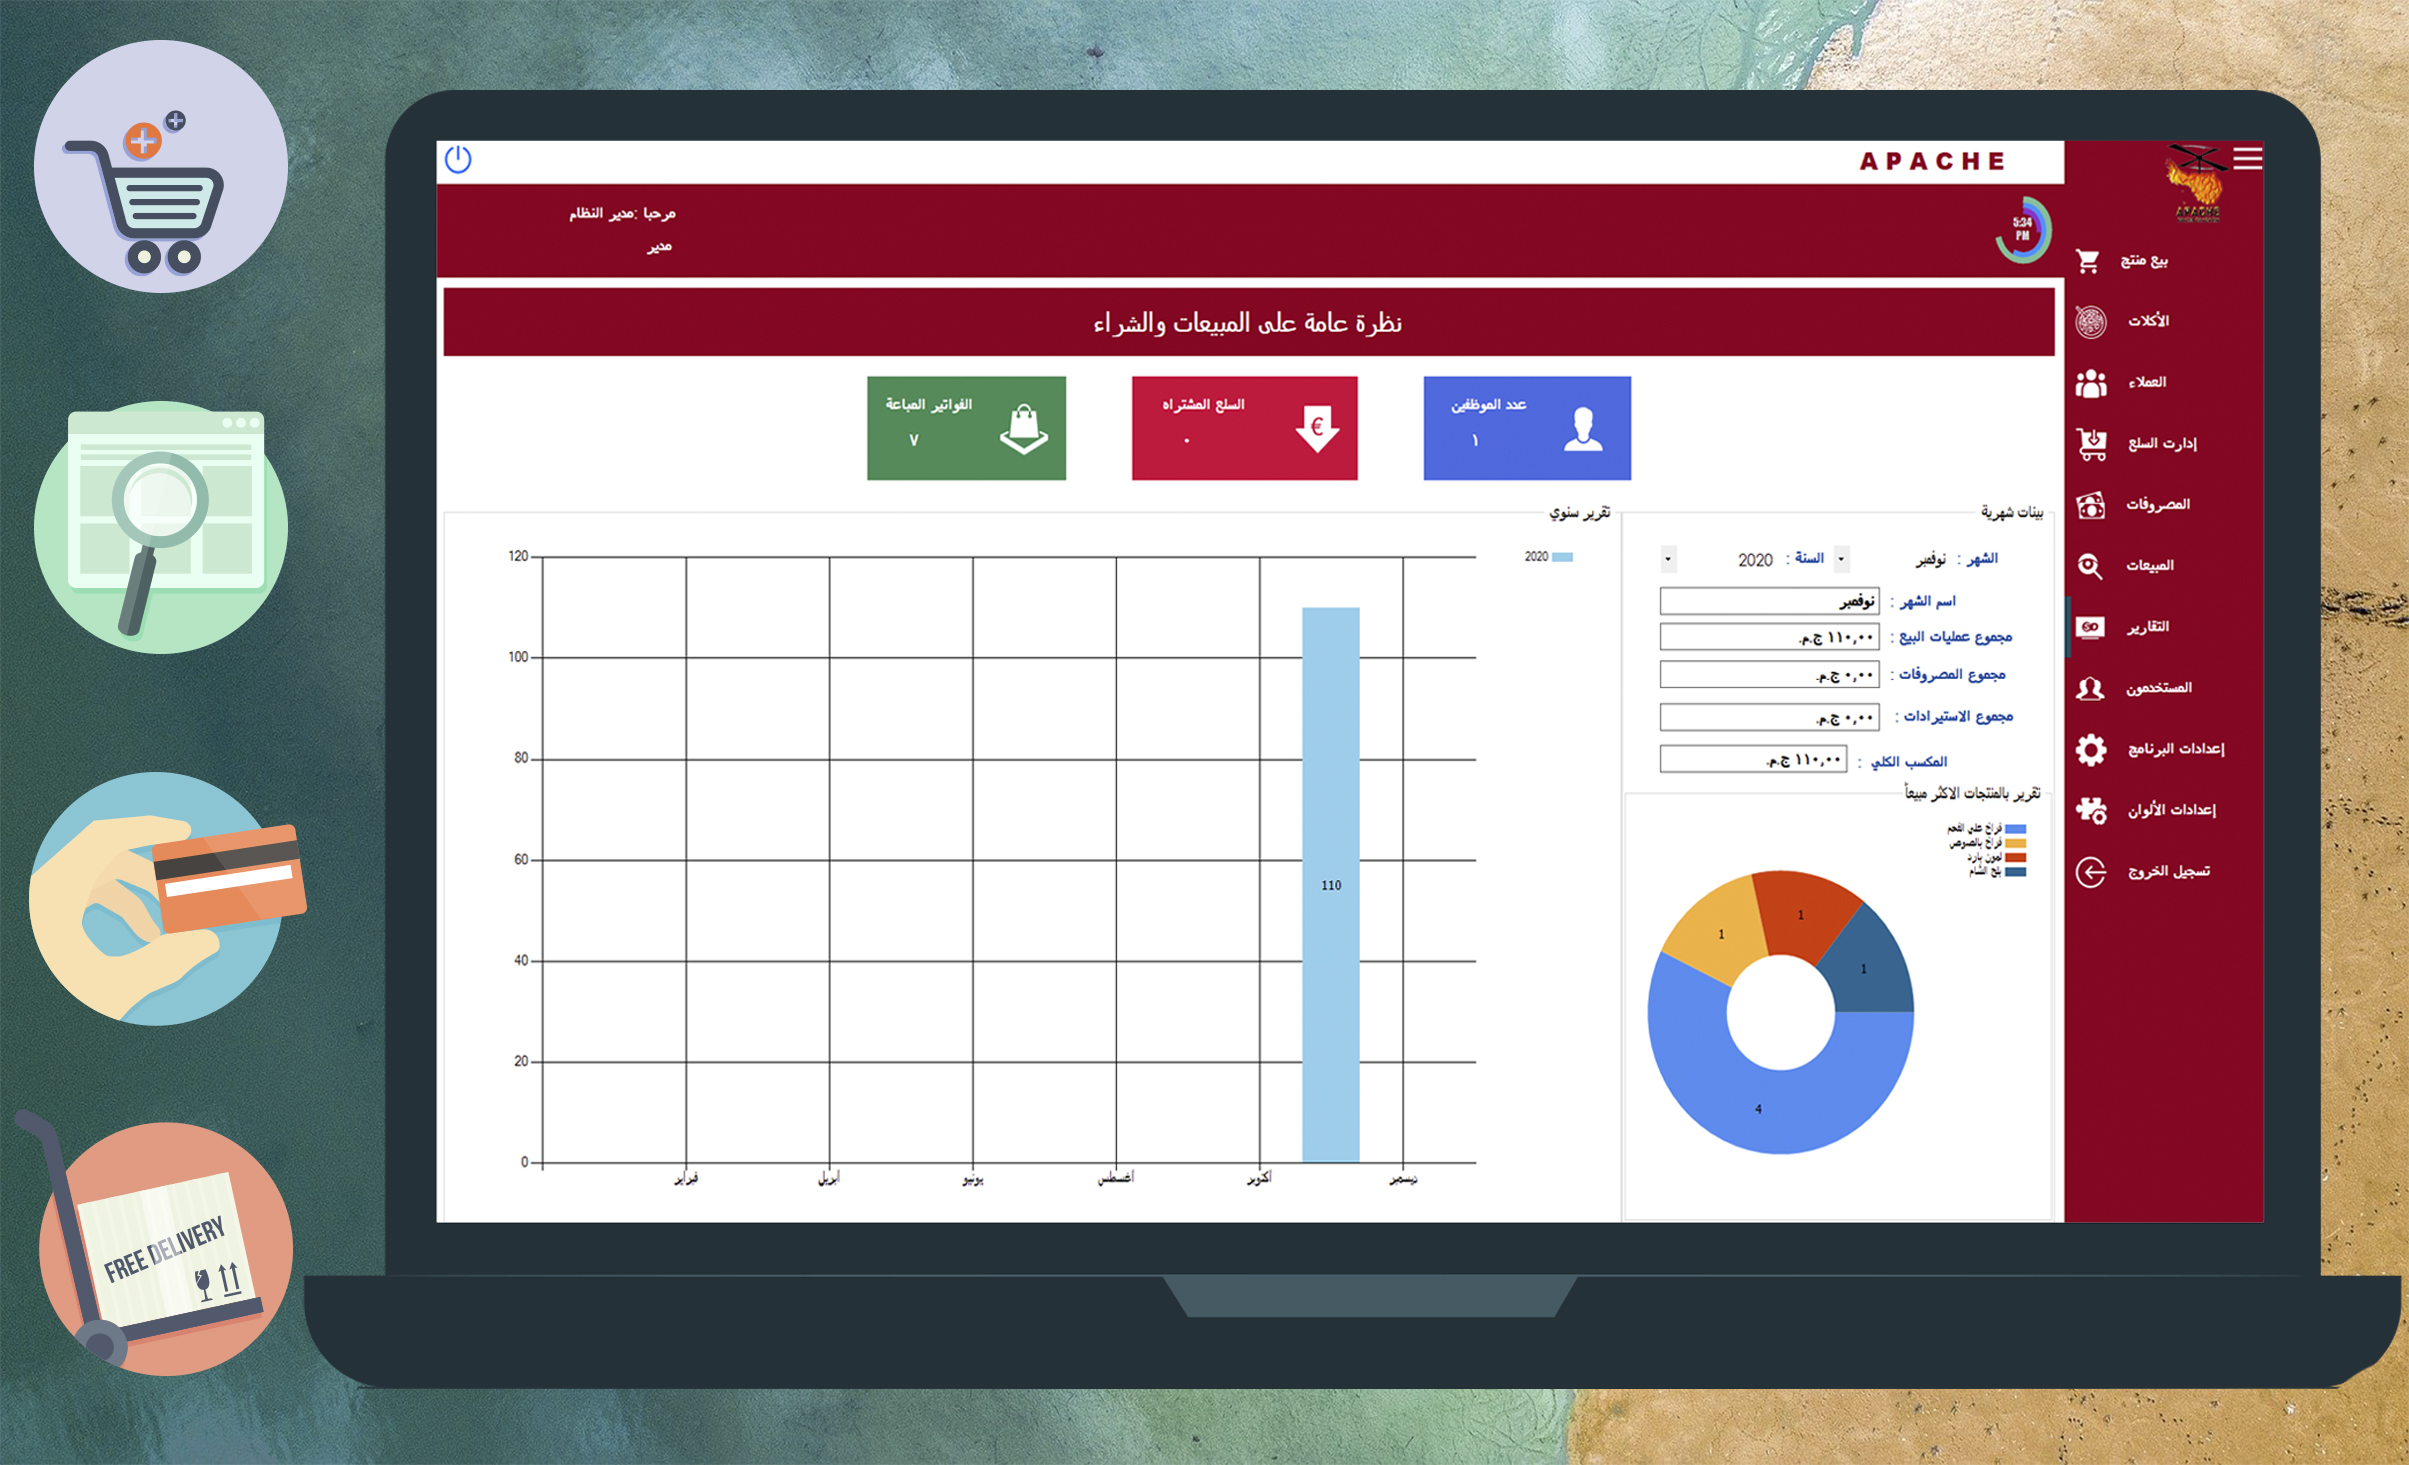 APACHE
APACHE
مرحبا :مدير النظام
مدير
5:34
PM
نظرة عامة على المبيعات والشراء
عدد الموظفين
١
السلع المشتراه
٠
الفواتير المباعة
٧
بيع منتج
الأكلات
العملاء
إدارت السلع
المصروفات
المبيعات
التقارير
المستخدمون
إعدادات البرنامج
إعدادات الألوان
تسجيل الخروج
بينات شهرية
الشهر : نوفمبر السنة : 2020
اسم الشهر : نوفمبر
مجموع عمليات البيع : ١١٠,٠٠ ج.م.
مجموع المصروفات : ٠,٠٠ ج.م.
مجموع الاستيرادات : ٠,٠٠ ج.م.
المكسب الكلي : ١١٠,٠٠ ج.م.
تقرير بالمنتجات الاكثر مبيعاً
فراخ علي الفحم
فراخ بالصوص
لمون بارد
بلح الشام
1
1
1
4
تقرير سنوي
2020
120
100
80
60
40
20
0
110
فبراير
أبريل
يونيو
أغسطس
أكتوبر
ديسمبر
FREE DELIVERY